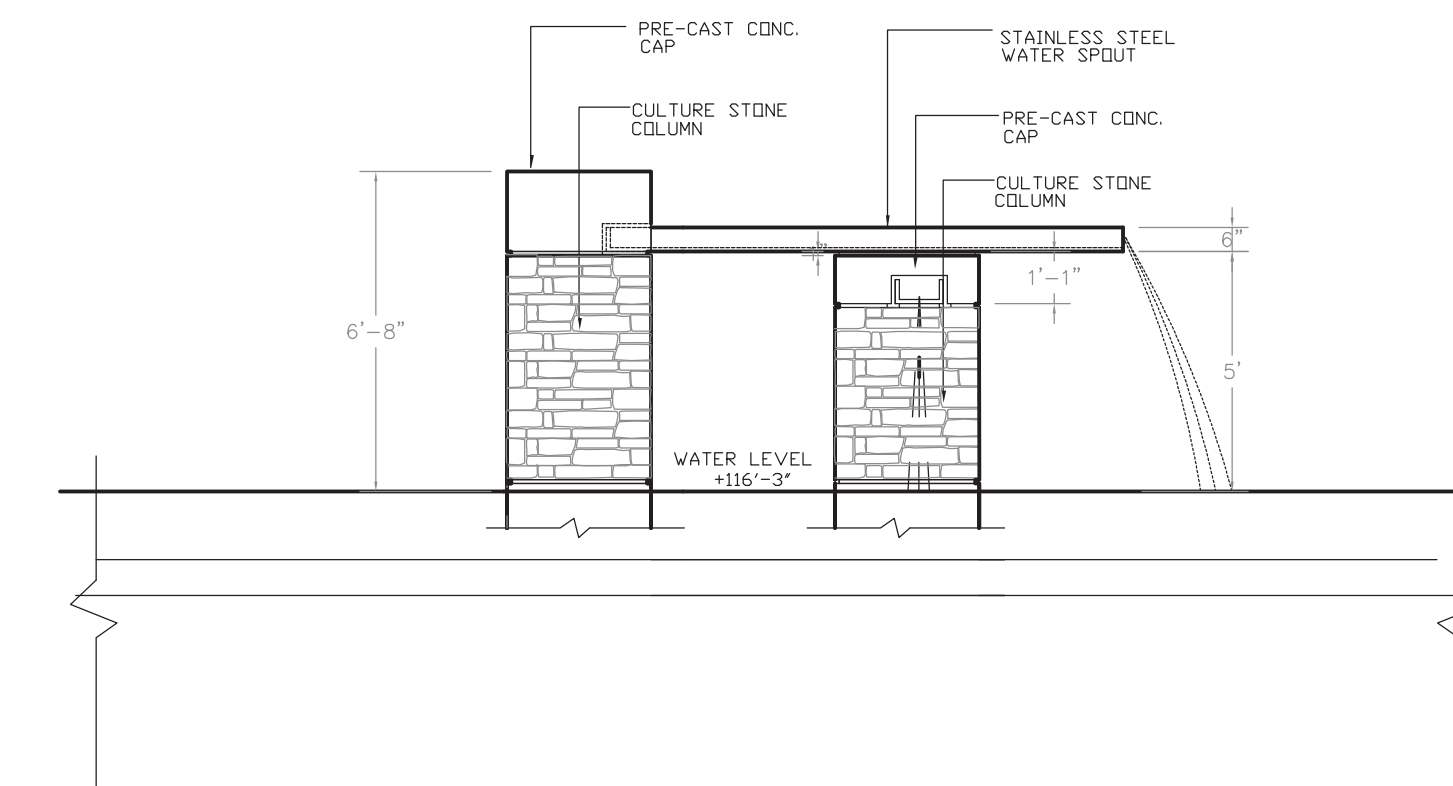 PRE-CAST CONC.
CAP
STAINLESS STEEL
WATER SPOUT
CULTURE STONE
COLUMN
PRE-CAST CONC.
CAP
CULTURE STONE
COLUMN
6"
1'-1"
6'-8"
5'
WATER LEVEL
+116'-3"